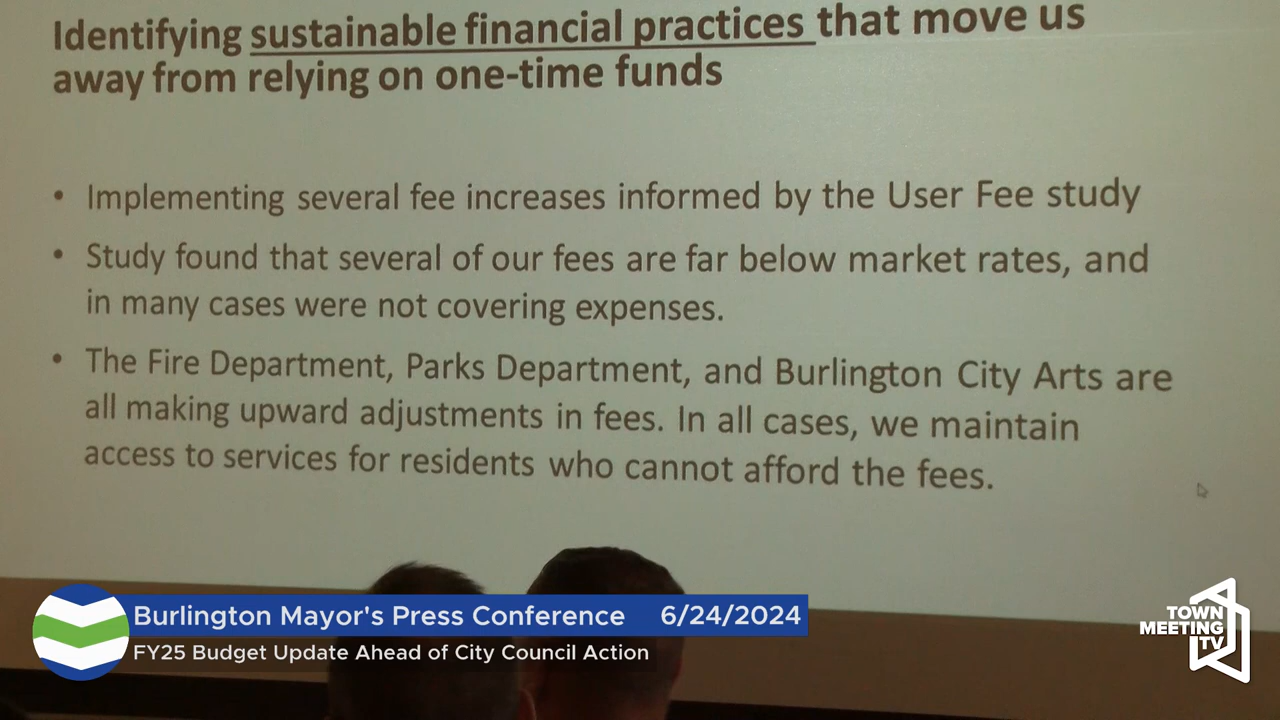 Identifying sustainable financial practices that move us
away from relying on one-time funds
• Implementing several fee increases informed by the User Fee study
• Study found that several of our fees are far below market rates, and
in many cases were not covering expenses.
• The Fire Department, Parks Department, and Burlington City Arts are
all making upward adjustments in fees. In all cases, we maintain
access to services for residents who cannot afford the fees.
Burlington Mayor's Press Conference 6/24/2024
FY25 Budget Update Ahead of City Council Action
TOWN
MEETING
TV